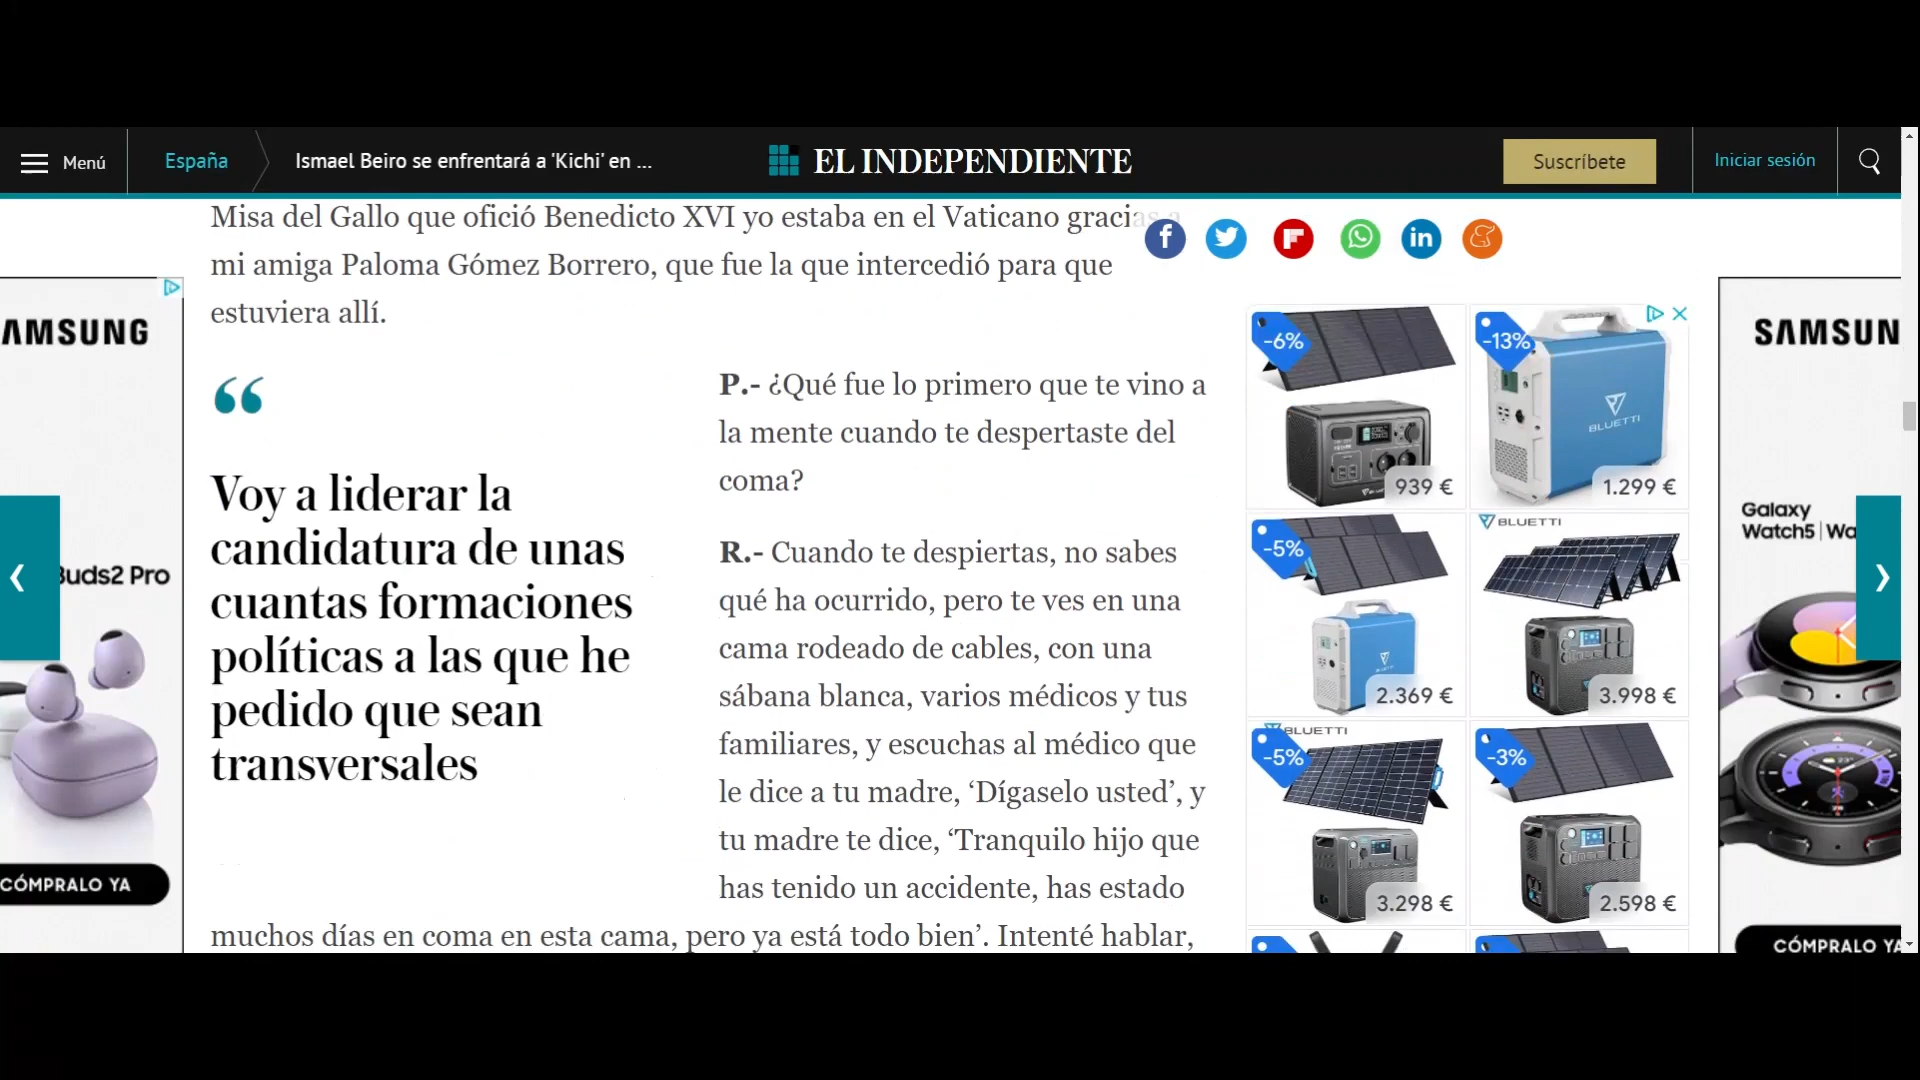 Menú
España
Ismael Beiro se enfrentará a 'Kichi' en ...
EL INDEPENDIENTE
Suscríbete
Iniciar sesión
Misa del Gallo que ofició Benedicto XVI yo estaba en el Vaticano gracias a
mi amiga Paloma Gómez Borrero, que fue la que intercedió para que
estuviera allí.
“
Voy a liderar la
candidatura de unas
cuantas formaciones
políticas a las que he
pedido que sean
transversales
P.- ¿Qué fue lo primero que te vino a
la mente cuando te despertaste del
coma?
R.- Cuando te despiertas, no sabes
qué ha ocurrido, pero te ves en una
cama rodeado de cables, con una
sábana blanca, varios médicos y tus
familiares, y escuchas al médico que
le dice a tu madre, ‘Dígaselo usted’, y
tu madre te dice, ‘Tranquilo hijo que
has tenido un accidente, has estado
muchos días en coma en esta cama, pero ya está todo bien’. Intenté hablar,
AMSUNG
Buds2 Pro
CÓMPRALO YA
-6%
939 €
-13%
BLUETTI
1.299 €
-5%
2.369 €
BLUETTI
3.998 €
BLUETTI
-5%
3.298 €
-3%
2.598 €
SAMSUN
Galaxy
Watch5 | Wa
CÓMPRALO YA